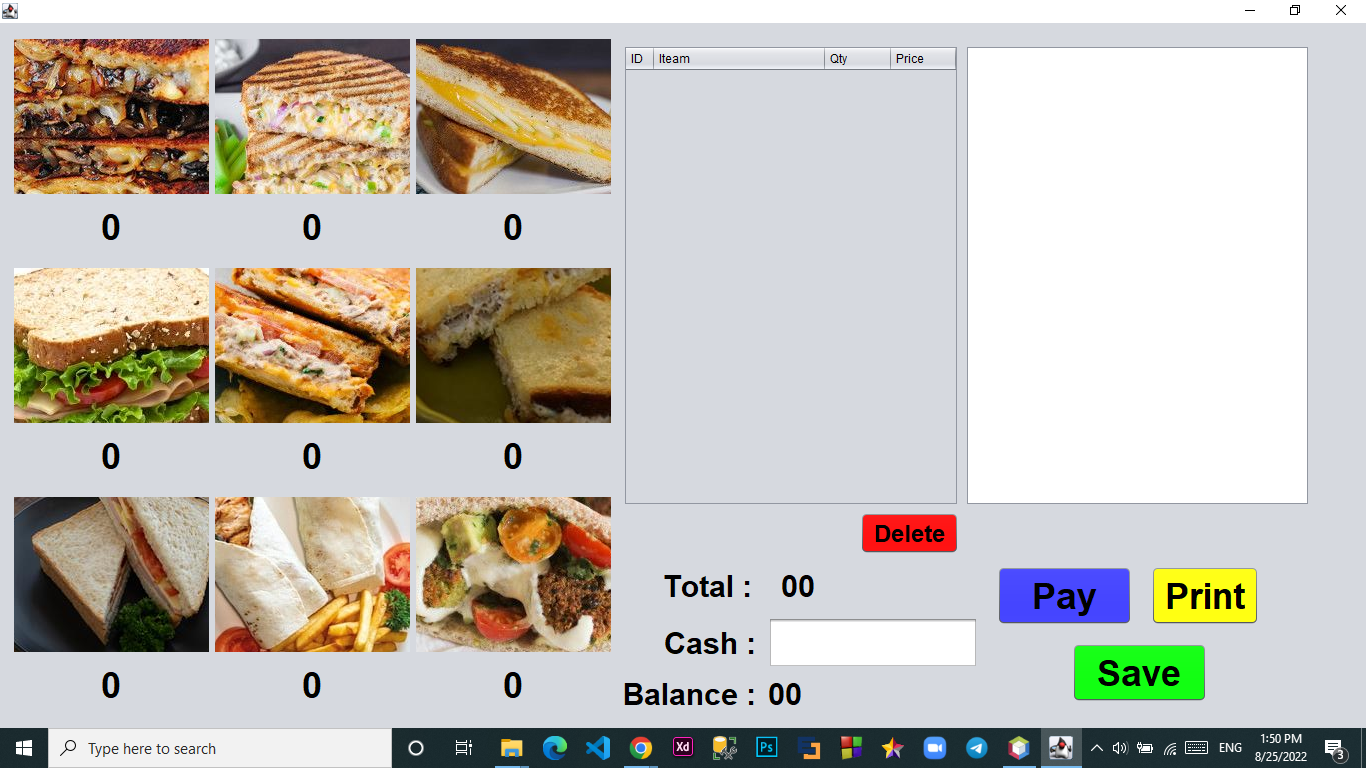 ID Iteam Qty Price
0 0 0
0 0 0
0 0 0
Delete
Total : 00
Cash :
Balance : 00
Pay Print
Save
Type here to search
Xd
Ps
ENG
1:50 PM
8/25/2022
3